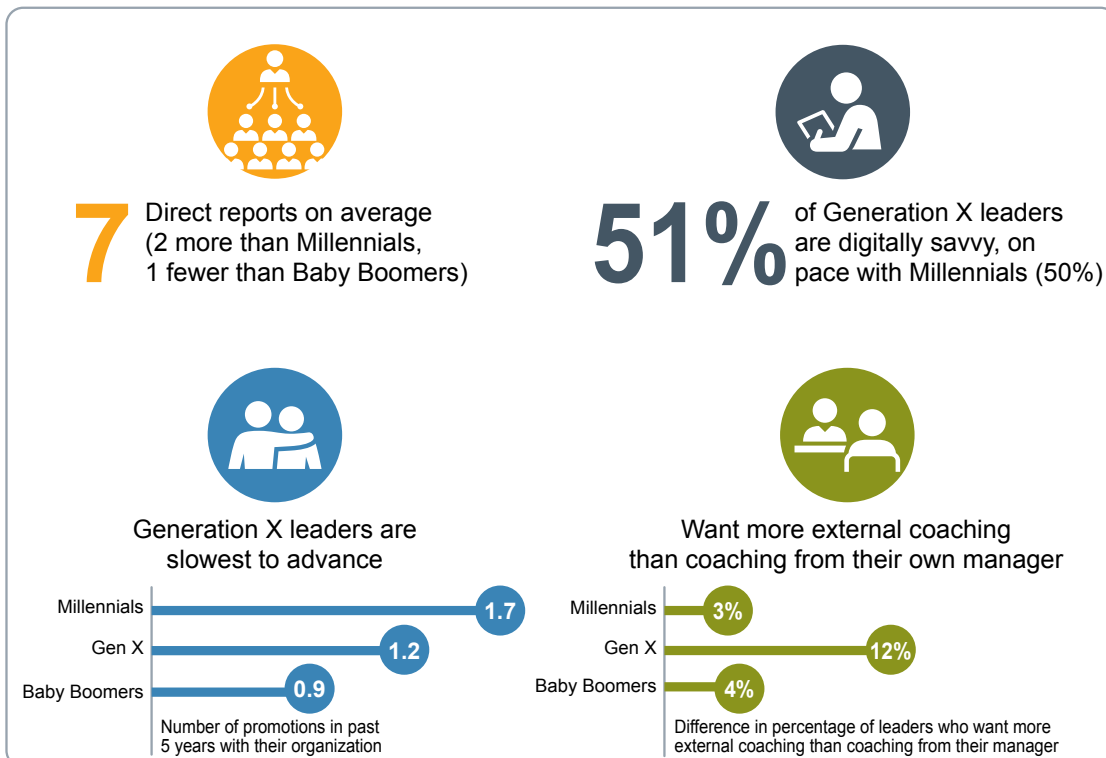 7
Direct reports on average
(2 more than Millennials,
1 fewer than Baby Boomers)
51%
of Generation X leaders
are digitally savvy, on
pace with Millennials (50%)
Generation X leaders are
slowest to advance
Millennials 1.7
Gen X 1.2
Baby Boomers 0.9
Number of promotions in past
5 years with their organization
Want more external coaching
than coaching from their own manager
Millennials 3%
Gen X 12%
Baby Boomers 4%
Difference in percentage of leaders who want more
external coaching than coaching from their manager